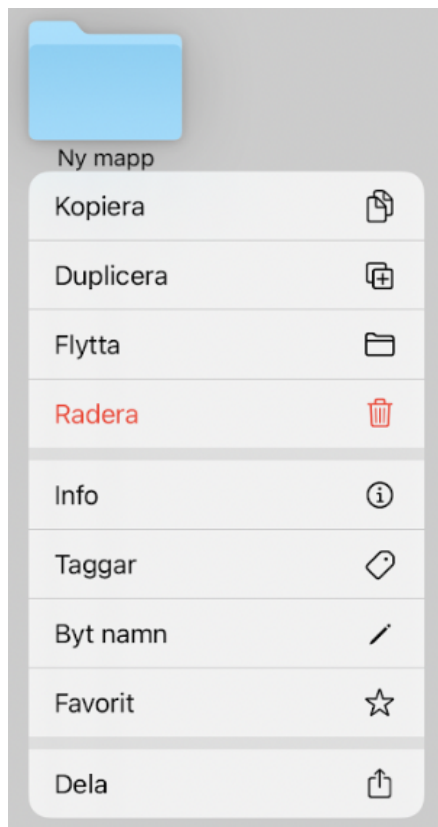 Ny mapp
Kopiera
Duplicera
Flytta
Radera
Info
Taggar
Byt namn
Favorit
Dela